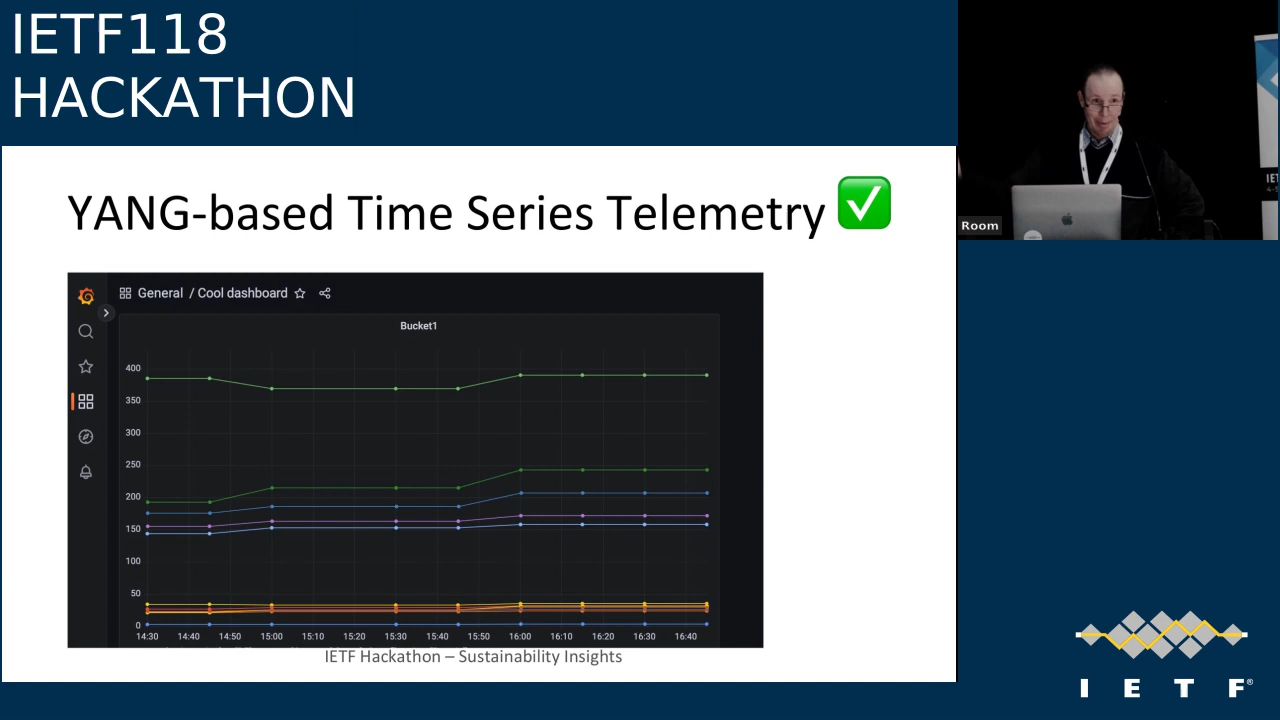 IETF118
HACKATHON
YANG-based Time Series Telemetry
General / Cool dashboard
Bucket1
400
350
300
250
200
150
100
50
0
14:30 14:40 14:50 15:00 15:10 15:20 15:30 15:40 15:50 16:00 16:10 16:20 16:30 16:40
IETF Hackathon – Sustainability Insights
Room
IE
I E T F®